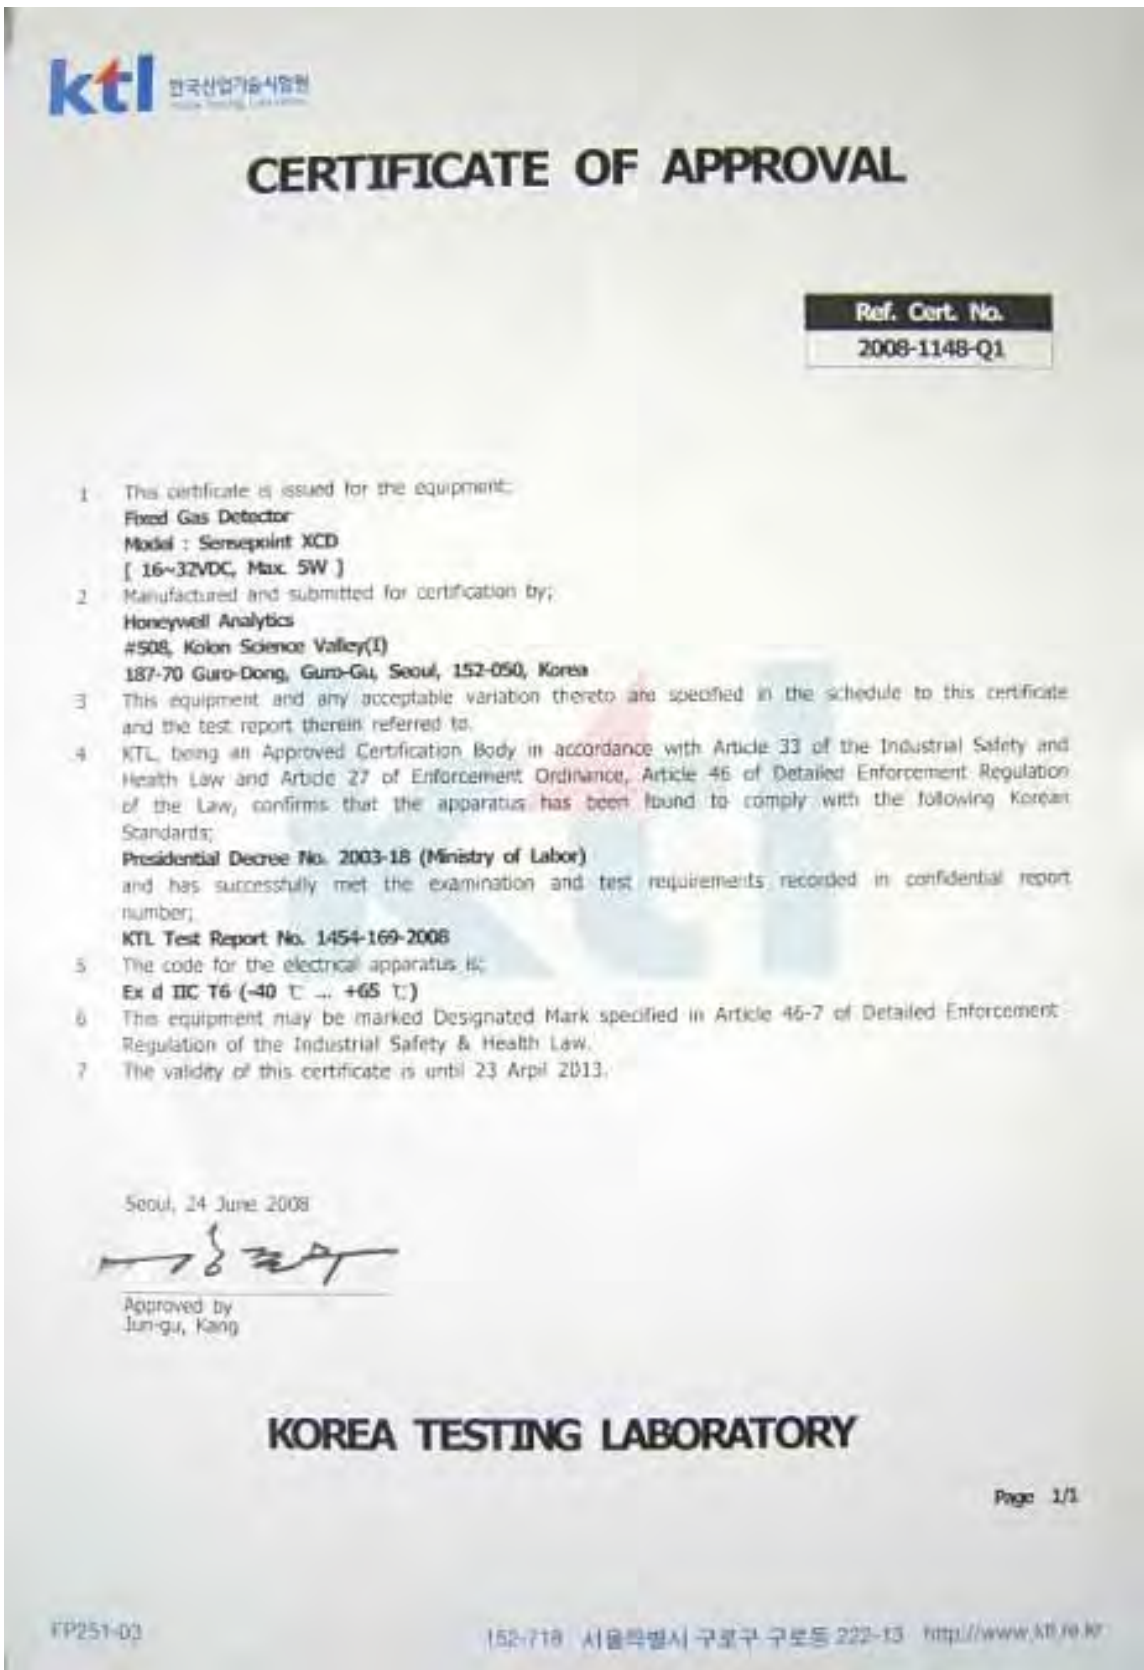 ktl 한국산업기술시험원
Korea Testing Laboratory
CERTIFICATE OF APPROVAL
Ref. Cert. No.
2008-1148-Q1
1 This certificate is issued for the equipment;
Fixed Gas Detector
Model : Sensepoint XCD
[ 16~32VDC, Max. 5W ]
2 Manufactured and submitted for certification by;
Honeywell Analytics
#508, Kolon Science Valley(I)
187-70 Guro-Dong, Guro-Gu, Seoul, 152-050, Korea
3 This equipment and any acceptable variation thereto are specified in the schedule to this certificate
and the test report therein referred to.
4 KTL, being an Approved Certification Body in accordance with Article 33 of the Industrial Safety and
Health Law and Article 27 of Enforcement Ordinance, Article 46 of Detailed Enforcement Regulation
of the Law, confirms that the apparatus has been found to comply with the following Korean
Standards;
Presidential Decree No. 2003-18 (Ministry of Labor)
and has successfully met the examination and test requirements recorded in confidential report
number;
KTL Test Report No. 1454-169-2008
5 The code for the electrical apparatus is;
Ex d IIC T6 (-40 ℃ ... +65 ℃)
6 This equipment may be marked Designated Mark specified in Article 46-7 of Detailed Enforcement
Regulation of the Industrial Safety & Health Law.
7 The validity of this certificate is until 23 Arpil 2013.
Seoul, 24 June 2008
Approved by
Jun-gu, Kang
KOREA TESTING LABORATORY
Page 1/1
FP251-03
152-718 서울특별시 구로구 구로동 222-13 http://www.ktl.re.kr